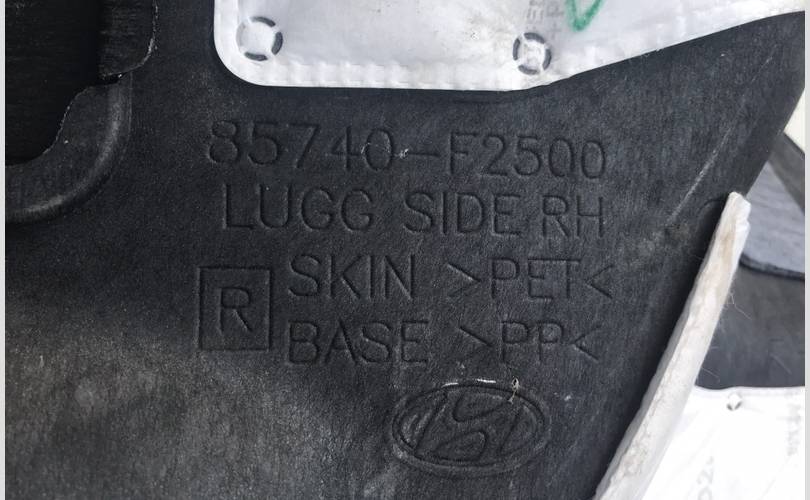 85740-F2500
LUGG SIDE RH
SKIN >PET<
R
BASE >PP<